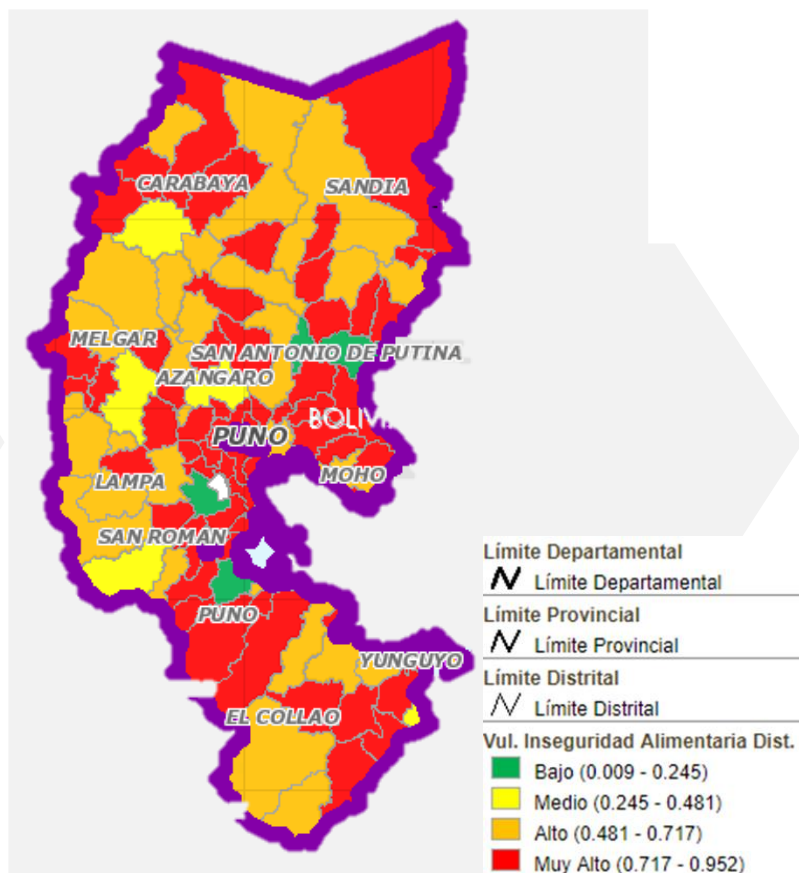 CARABAYA
SANDIA
MELGAR
SAN ANTONIO DE PUTINA
AZANGARO
PUNO
MOHO
LAMPA
SAN ROMAN
PUNO
YUNGUYO
EL COLLAO
Límite Departamental
Límite Departamental
Límite Provincial
Límite Provincial
Límite Distrital
Límite Distrital
Vul. Inseguridad Alimentaria Dist.
Bajo (0.009 - 0.245)
Medio (0.245 - 0.481)
Alto (0.481 - 0.717)
Muy Alto (0.717 - 0.952)